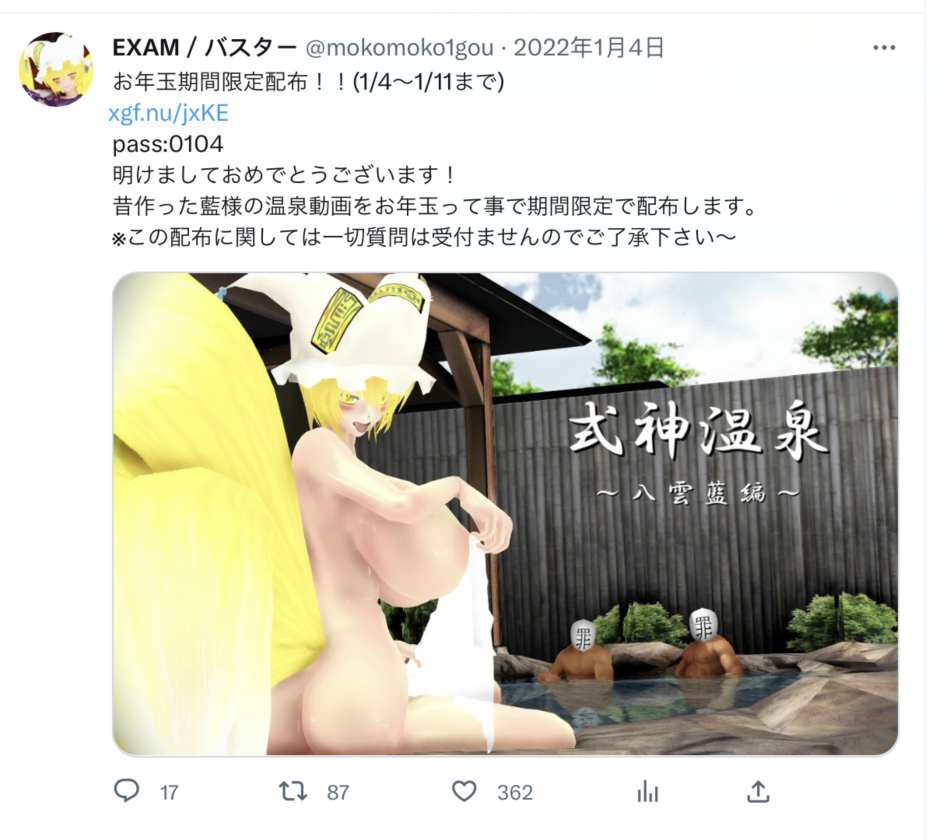 EXAM / バスター @mokomoko1gou · 2022年1月4日
お年玉期間限定配布！！(1/4〜1/11まで)
xgf.nu/jxKE
pass:0104
明けましておめでとうございます！
昔作った藍様の温泉動画をお年玉って事で期間限定で配布します。
※この配布に関しては一切質問は受付ませんのでご了承下さい〜
式神温泉
〜八雲藍編〜
罪
罪
17 87 362